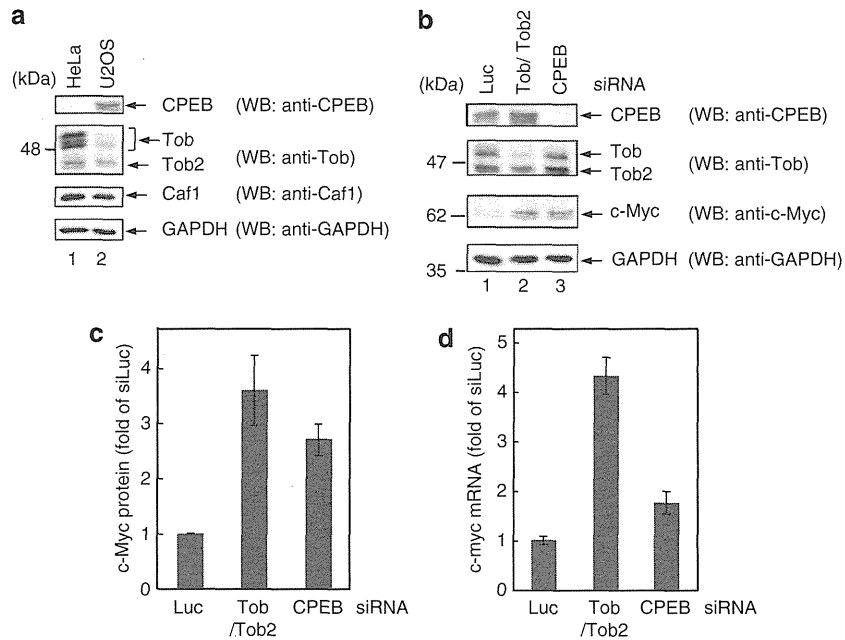 a
(kDa)
HeLa
U2OS
CPEB (WB: anti-CPEB)
48
Tob
Tob2
(WB: anti-Tob)
Caf1 (WB: anti-Caf1)
GAPDH (WB: anti-GAPDH)
1 2
b
(kDa)
Luc
Tob/ Tob2
CPEB
siRNA
CPEB (WB: anti-CPEB)
47
Tob
Tob2
(WB: anti-Tob)
62
c-Myc (WB: anti-c-Myc)
GAPDH (WB: anti-GAPDH)
35
1 2 3
c
c-Myc protein (fold of siLuc)
4
3
2
1
0
Luc Tob CPEB siRNA
/Tob2
d
c-myc mRNA (fold of siLuc)
5
4
3
2
1
0
Luc Tob CPEB siRNA
/Tob2